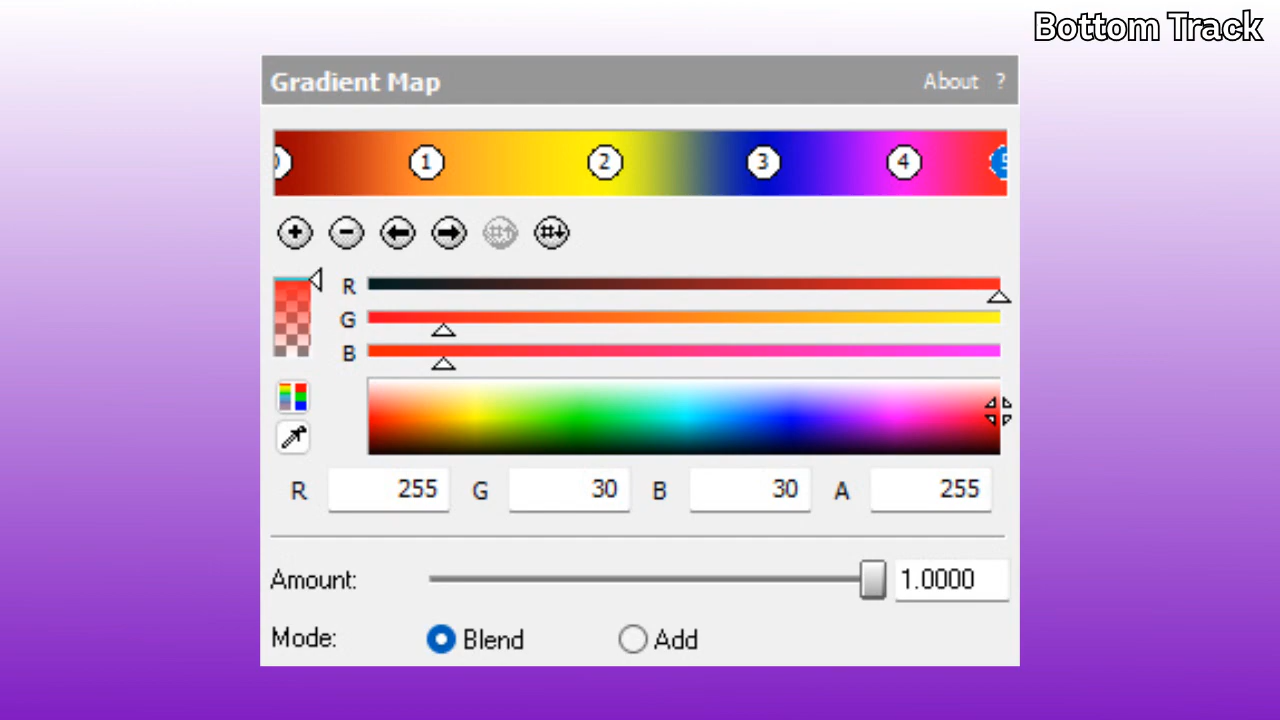 Bottom Track
Gradient Map About ?
1 2 3 4 5
R
G
B
R 255 G 30 B 30 A 255
Amount: 1.0000
Mode: Blend Add